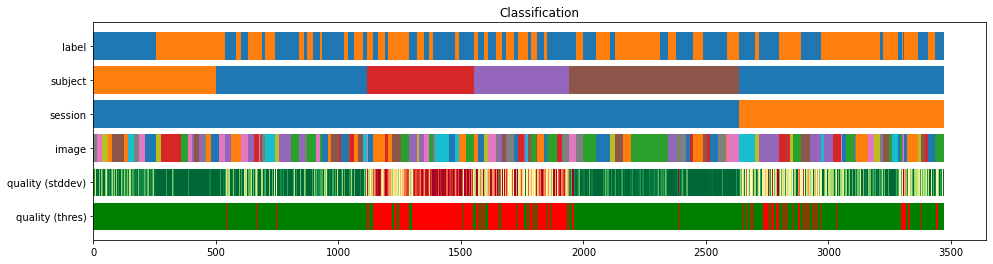 Classification
label
subject
session
image
quality (stddev)
quality (thres)
0 500 1000 1500 2000 2500 3000 3500